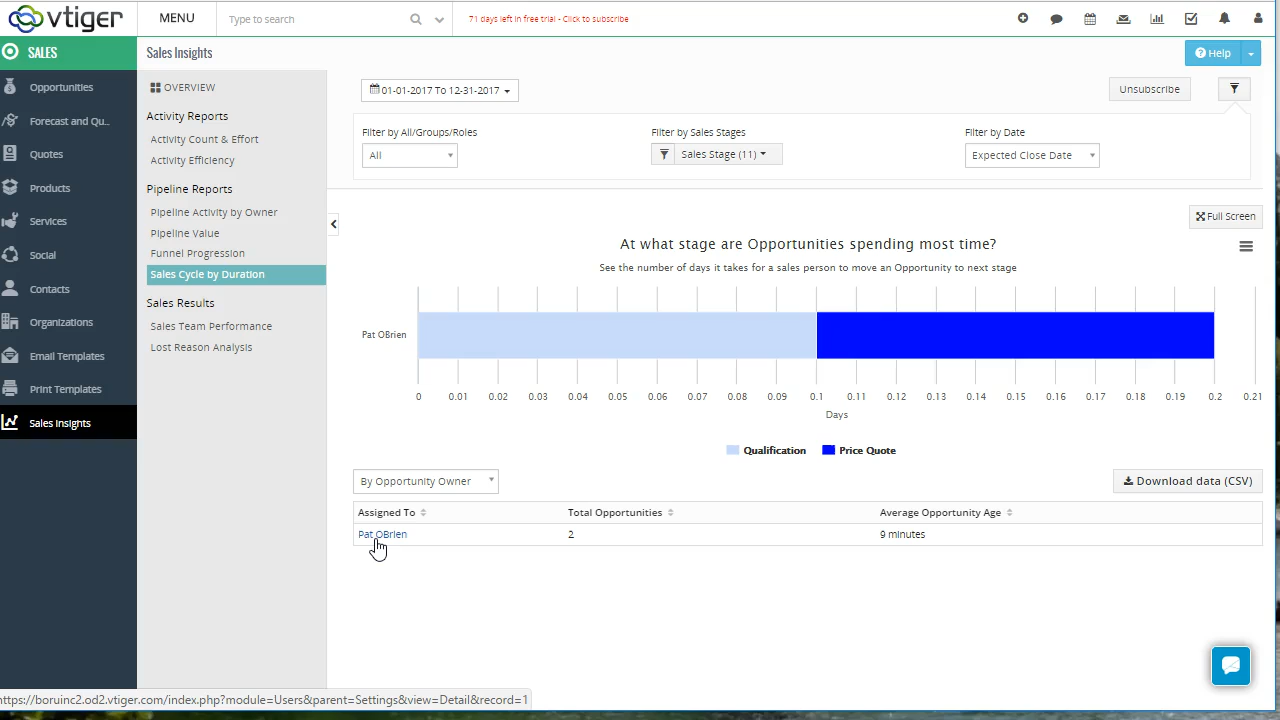 vtiger
MENU
Type to search
71 days left in free trial - Click to subscribe
SALES
Sales Insights
Help
Opportunities
Forecast and Qu..
Quotes
Products
Services
Social
Contacts
Organizations
Email Templates
Print Templates
Sales Insights
OVERVIEW
Activity Reports
Activity Count & Effort
Activity Efficiency
Pipeline Reports
Pipeline Activity by Owner
Pipeline Value
Funnel Progression
Sales Cycle by Duration
Sales Results
Sales Team Performance
Lost Reason Analysis
01-01-2017 To 12-31-2017
Unsubscribe
Filter by All/Groups/Roles
Filter by Sales Stages
Filter by Date
All
Sales Stage (11)
Expected Close Date
Full Screen
At what stage are Opportunities spending most time?
See the number of days it takes for a sales person to move an Opportunity to next stage
Pat OBrien
0 0.01 0.02 0.03 0.04 0.05 0.06 0.07 0.08 0.09 0.1 0.11 0.12 0.13 0.14 0.15 0.16 0.17 0.18 0.19 0.2 0.21
Days
Qualification Price Quote
By Opportunity Owner
Download data (CSV)
Assigned To Total Opportunities Average Opportunity Age
Pat OBrien 2 9 minutes
https://boruinc2.od2.vtiger.com/index.php?module=Users&parent=Settings&view=Detail&record=1